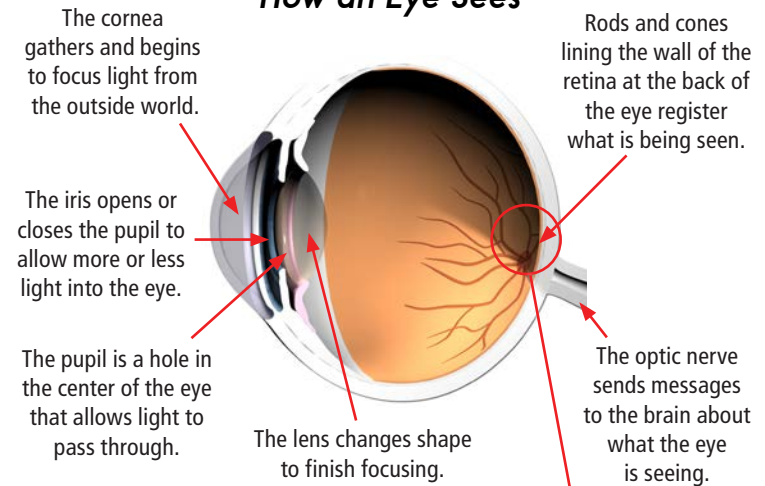 How an Eye Sees
The cornea
gathers and begins
to focus light from
the outside world.
Rods and cones
lining the wall of the
retina at the back of
the eye register
what is being seen.
The iris opens or
closes the pupil to
allow more or less
light into the eye.
The pupil is a hole in
the center of the eye
that allows light to
pass through.
The lens changes shape
to finish focusing.
The optic nerve
sends messages
to the brain about
what the eye
is seeing.